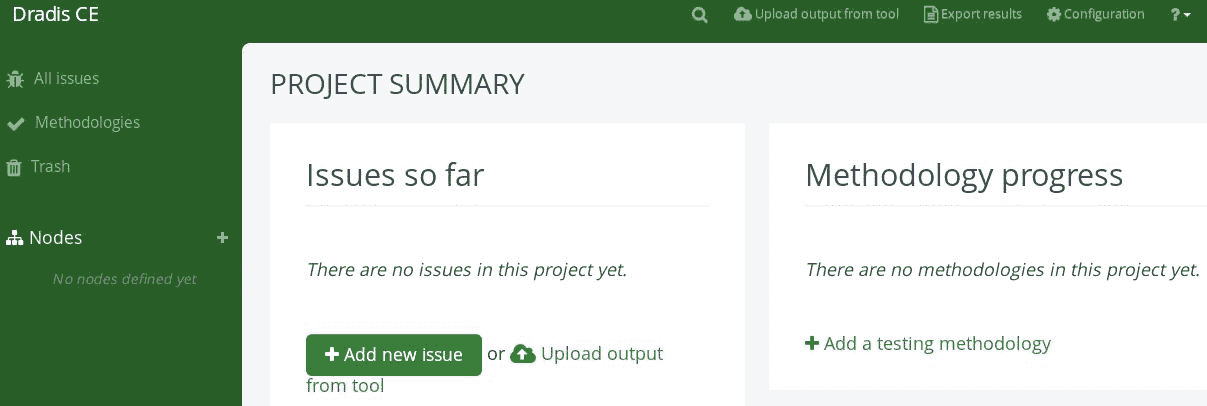 Dradis CE
Upload output from tool
Export results
Configuration
?
All issues
Methodologies
Trash
Nodes
+
No nodes defined yet
PROJECT SUMMARY
Issues so far
There are no issues in this project yet.
+ Add new issue or Upload output
from tool
Methodology progress
There are no methodologies in this project yet.
+ Add a testing methodology